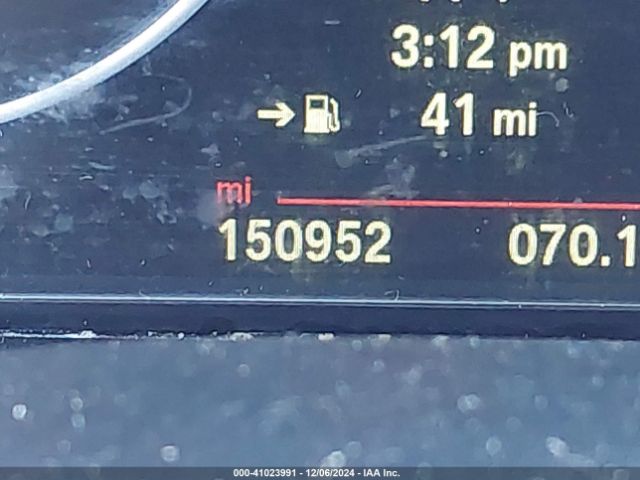 3:12 pm
→ 41 mi
mi
150952 070.1
000-41023991 - 12/06/2024 - IAA Inc.